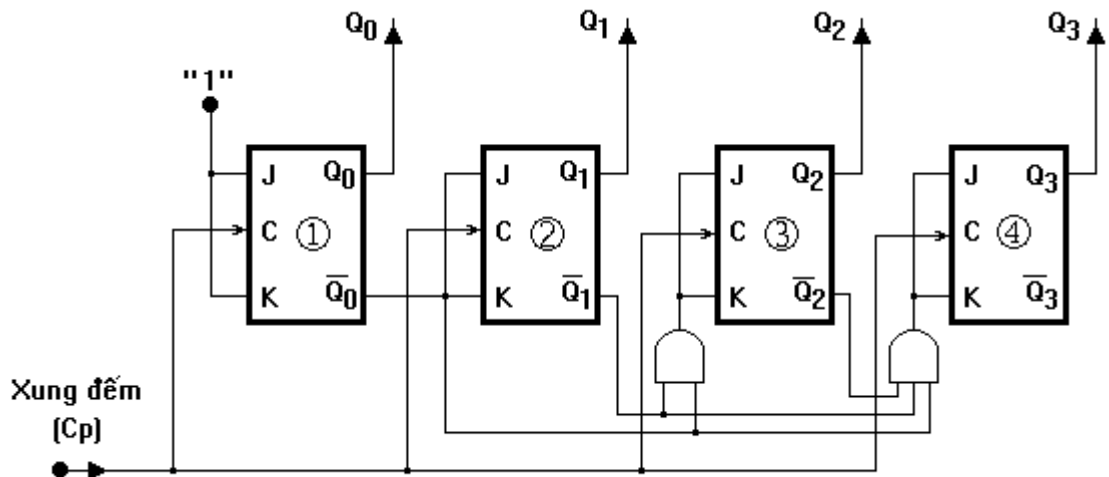 Q0 Q1 Q2 Q3
"1"
J Q0 J Q1 J Q2 J Q3
C ① C ② C ③ C ④
K Q̅0 K Q̅1 K Q̅2 K Q̅3
Xung đếm
(Cp)